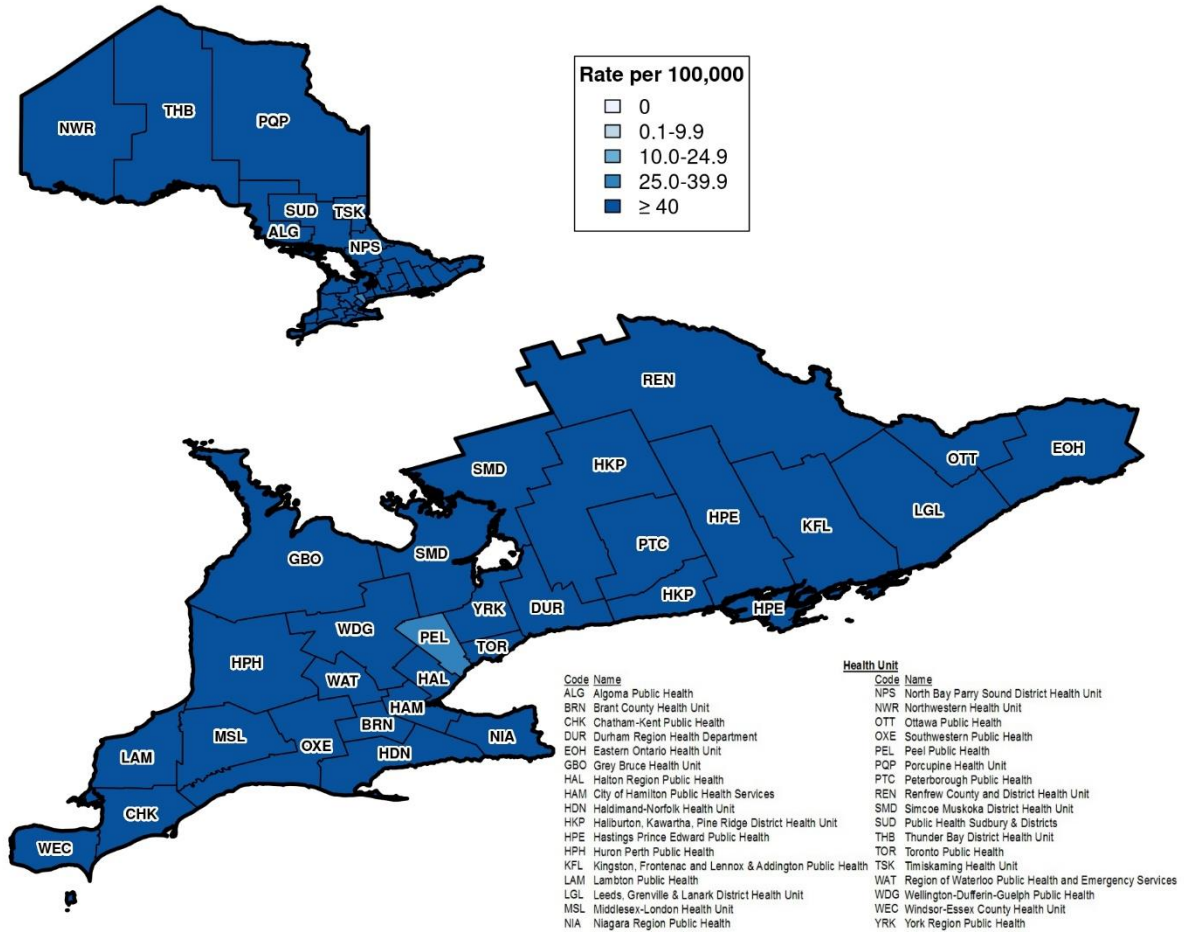 Rate per 100,000
0
0.1-9.9
10.0-24.9
25.0-39.9
≥ 40
NWR
THB
PQP
SUD
TSK
ALG
NPS
REN
SMD
HKP
OTT
EOH
LGL
HPE
KFL
PTC
GBO
SMD
HKP
YRK
DUR
HPE
WDG
PEL
TOR
HPH
WAT
HAL
HAM
BRN
MSL
OXE
HDN
NIA
LAM
CHK
WEC
Health Unit
Code Name
ALG Algoma Public Health
BRN Brant County Health Unit
CHK Chatham-Kent Public Health
DUR Durham Region Health Department
EOH Eastern Ontario Health Unit
GBO Grey Bruce Health Unit
HAL Halton Region Public Health
HAM City of Hamilton Public Health Services
HDN Haldimand-Norfolk Health Unit
HKP Haliburton, Kawartha, Pine Ridge District Health Unit
HPE Hastings Prince Edward Public Health
HPH Huron Perth Public Health
KFL Kingston, Frontenac and Lennox & Addington Public Health
LAM Lambton Public Health
LGL Leeds, Grenville & Lanark District Health Unit
MSL Middlesex-London Health Unit
NIA Niagara Region Public Health
Code Name
NPS North Bay Parry Sound District Health Unit
NWR Northwestern Health Unit
OTT Ottawa Public Health
OXE Southwestern Public Health
PEL Peel Public Health
PQP Porcupine Health Unit
PTC Peterborough Public Health
REN Renfrew County and District Health Unit
SMD Simcoe Muskoka District Health Unit
SUD Public Health Sudbury & Districts
THB Thunder Bay District Health Unit
TOR Toronto Public Health
TSK Timiskaming Health Unit
WAT Region of Waterloo Public Health and Emergency Services
WDG Wellington-Dufferin-Guelph Public Health
WEC Windsor-Essex County Health Unit
YRK York Region Public Health